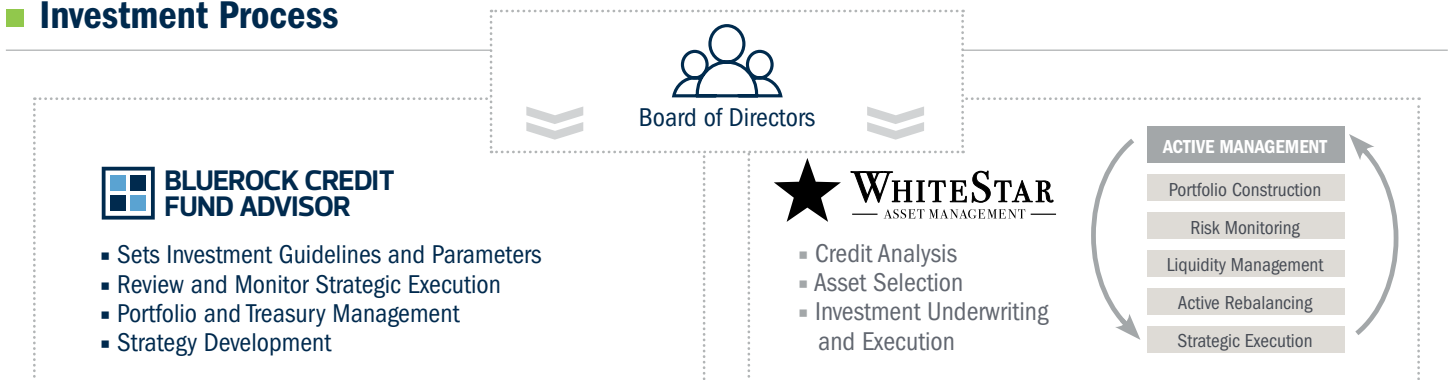 Investment Process
Board of Directors
BLUEROCK CREDIT
FUND ADVISOR
▪ Sets Investment Guidelines and Parameters
▪ Review and Monitor Strategic Execution
▪ Portfolio and Treasury Management
▪ Strategy Development
WHITESTAR
ASSET MANAGEMENT
▪ Credit Analysis
▪ Asset Selection
▪ Investment Underwriting
and Execution
ACTIVE MANAGEMENT
Portfolio Construction
Risk Monitoring
Liquidity Management
Active Rebalancing
Strategic Execution